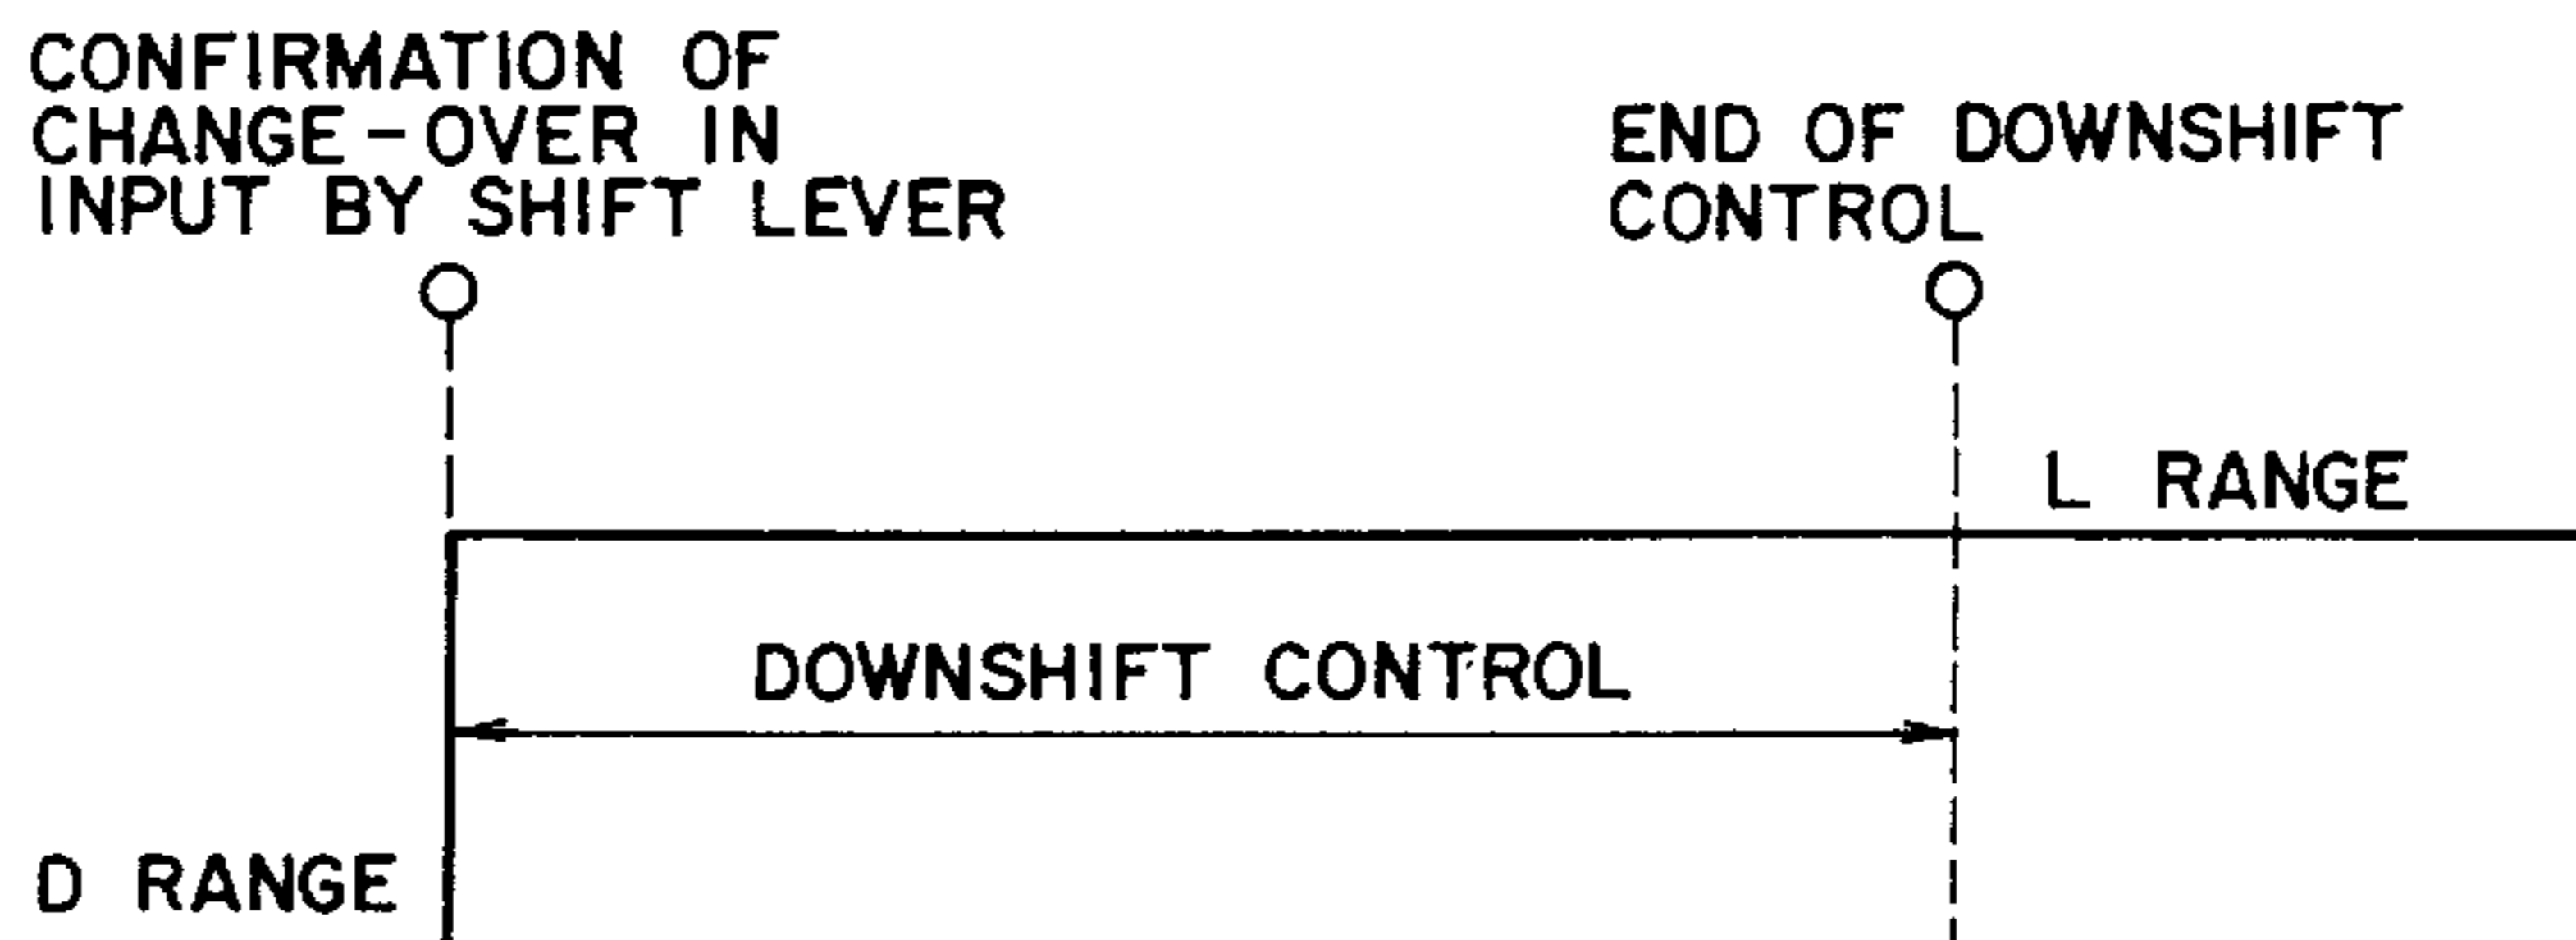 CONFIRMATION OF
CHANGE-OVER IN
INPUT BY SHIFT LEVER
END OF DOWNSHIFT
CONTROL
L RANGE
DOWNSHIFT CONTROL
D RANGE